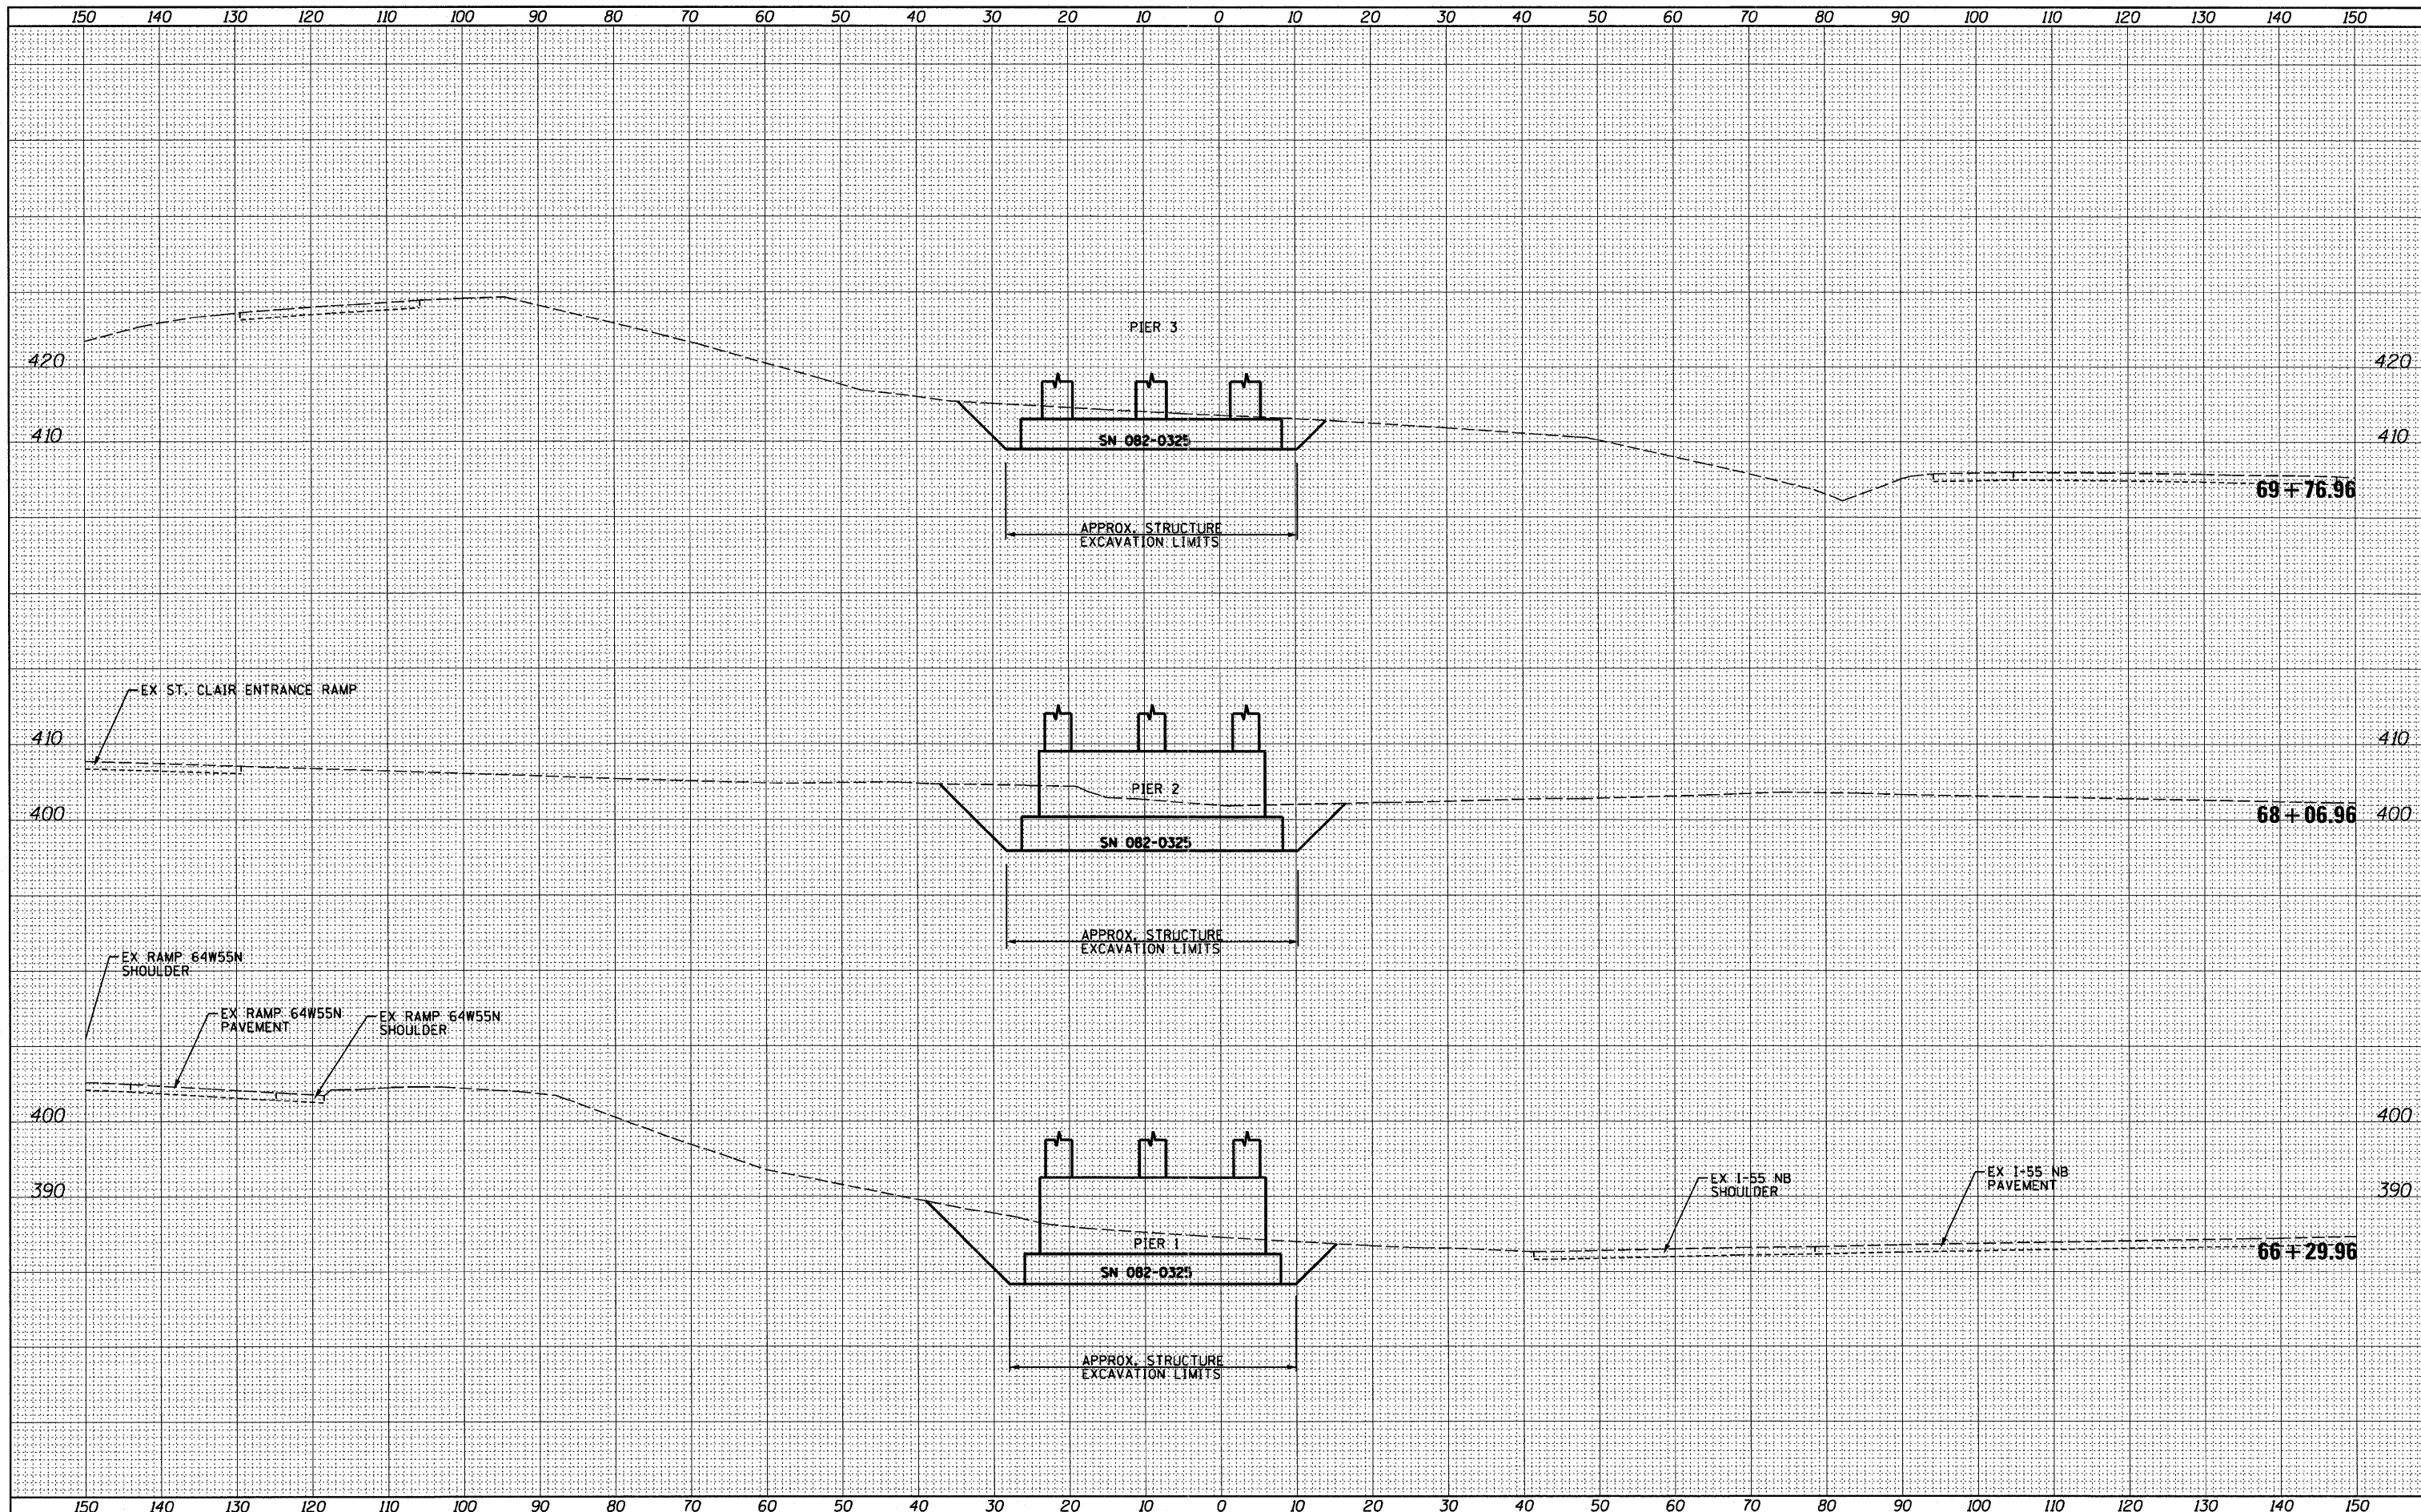 150 140 130 120 110 100 90 80 70 60 50 40 30 20 10 0 10 20 30 40 50 60 70 80 90 100 110 120 130 140 150
PIER 3
420 420
410 SN 082-0325 410
69+76.96
APPROX. STRUCTURE
EXCAVATION LIMITS
EX ST. CLAIR ENTRANCE RAMP
410 410
PIER 2
400 68+06.96 400
SN 082-0325
APPROX. STRUCTURE
EXCAVATION LIMITS
EX RAMP 64W55N
SHOULDER
EX RAMP 64W55N
PAVEMENT
EX RAMP 64W55N
SHOULDER
400 400
EX I-55 NB
SHOULDER
EX I-55 NB
PAVEMENT
390 390
PIER 1
66+29.96
SN 082-0325
APPROX. STRUCTURE
EXCAVATION LIMITS
150 140 130 120 110 100 90 80 70 60 50 40 30 20 10 0 10 20 30 40 50 60 70 80 90 100 110 120 130 140 150